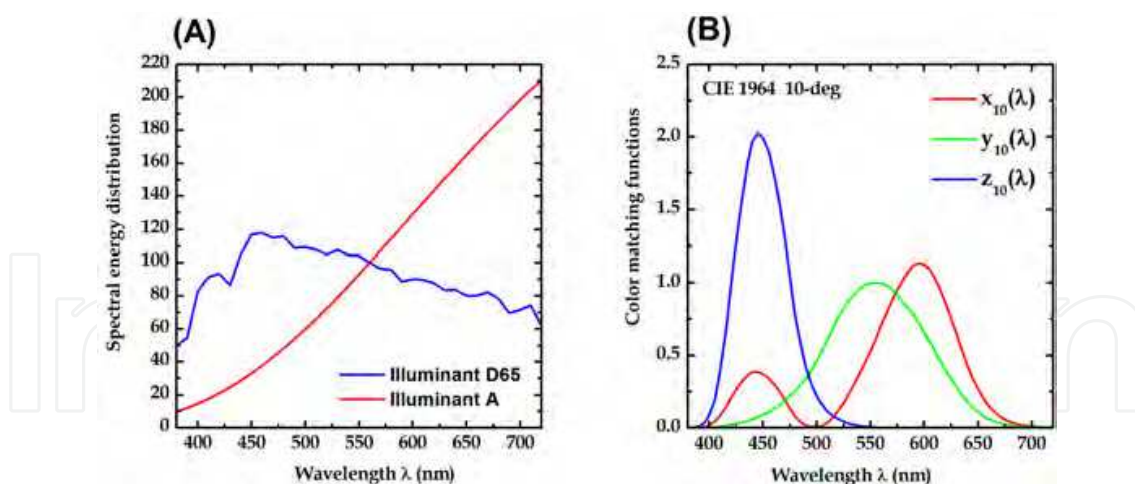 (A)
220
200
180
160
140
120
100
80
60
40
20
0
Spectral energy distribution
Illuminant D65
Illuminant A
400 450 500 550 600 650 700
Wavelength λ (nm)
(B)
2.5
2.0
1.5
1.0
0.5
0.0
Color matching functions
CIE 1964 10-deg
x₁₀(λ)
y₁₀(λ)
z₁₀(λ)
400 450 500 550 600 650 700
Wavelength λ (nm)